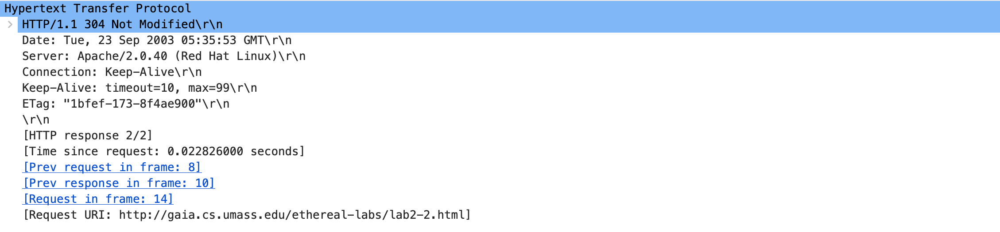 Hypertext Transfer Protocol
HTTP/1.1 304 Not Modified\r\n
Date: Tue, 23 Sep 2003 05:35:53 GMT\r\n
Server: Apache/2.0.40 (Red Hat Linux)\r\n
Connection: Keep-Alive\r\n
Keep-Alive: timeout=10, max=99\r\n
ETag: "1bfef-173-8f4ae900"\r\n
\r\n
[HTTP response 2/2]
[Time since request: 0.022826000 seconds]
[Prev request in frame: 8]
[Prev response in frame: 10]
[Request in frame: 14]
[Request URI: http://gaia.cs.umass.edu/ethereal-labs/lab2-2.html]